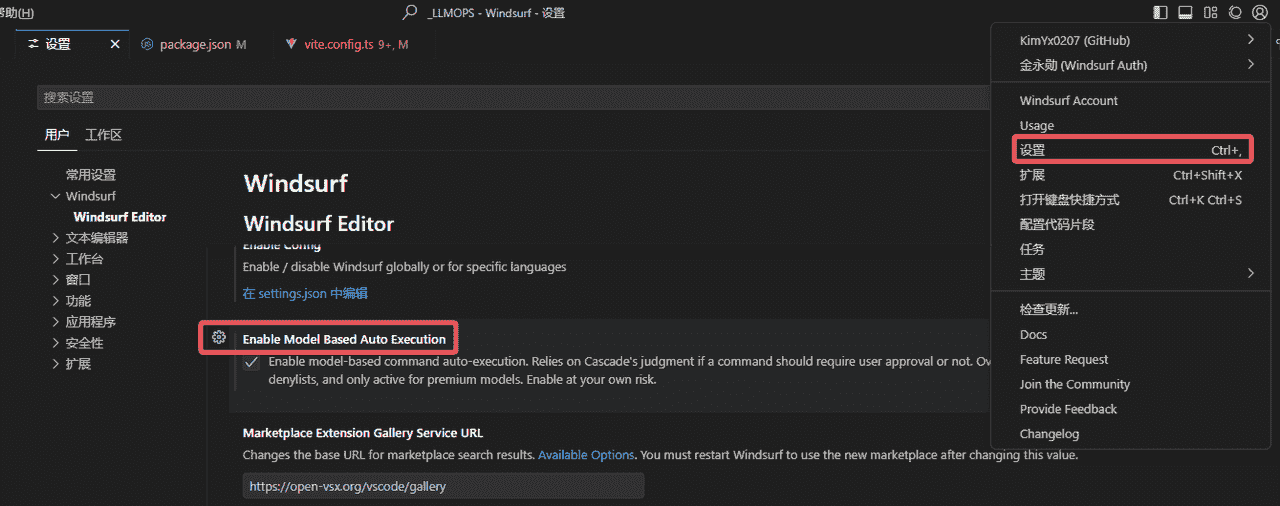 帮助(H)
_LLMOPS - Windsurf - 设置
设置
package.json M
vite.config.ts 9+, M
搜索设置
用户 工作区
常用设置
Windsurf
Windsurf Editor
文本编辑器
工作台
窗口
功能
应用程序
安全性
扩展
Windsurf
Windsurf Editor
Enable Config
Enable / disable Windsurf globally or for specific languages
在 settings.json 中编辑
Enable Model Based Auto Execution
Enable model-based command auto-execution. Relies on Cascade's judgment if a command should require user approval or not. Ov
denylists, and only active for premium models. Enable at your own risk.
Marketplace Extension Gallery Service URL
Changes the base URL for marketplace search results. Available Options. You must restart Windsurf to use the new marketplace after changing this value.
https://open-vsx.org/vscode/gallery
KimYx0207 (GitHub)
金永勋 (Windsurf Auth)
Windsurf Account
Usage
设置 Ctrl+,
扩展 Ctrl+Shift+X
打开键盘快捷方式 Ctrl+K Ctrl+S
配置代码片段
任务
主题
检查更新...
Docs
Feature Request
Join the Community
Provide Feedback
Changelog